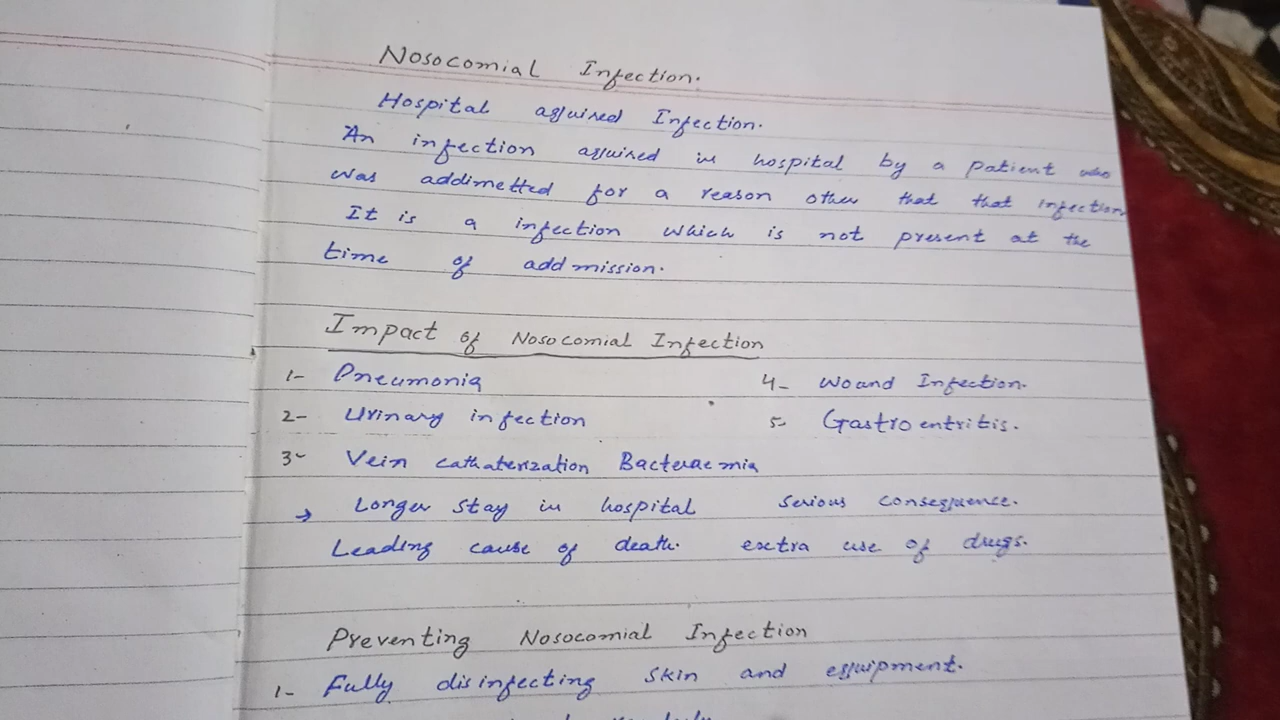 Nosocomial Infection.
Hospital aquired Infection.
An infection aquired in hospital by a patient who
was addimetted for a reason other that that infection
It is a infection which is not present at the
time of addmission.
Impact of Nosocomial Infection
1- Pneumonia
2- Urinary infection
3- Vein cathaterization Bacteraemia
4- Wound Infection.
5- Gastroentritis.
→ Longer stay in hospital serious consequence.
Leading cause of death. extra use of drugs.
Preventing Nosocomial Infection
1- Fully disinfecting skin and equipment.